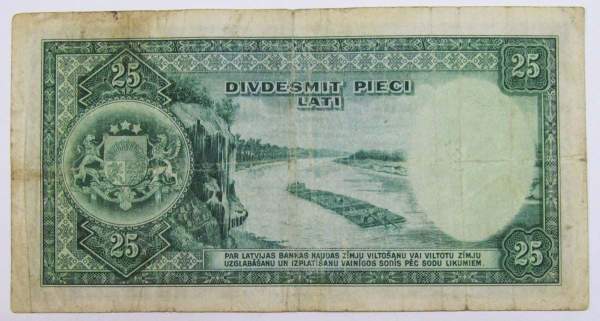 25
25
DIVDESMIT PIECI
LATI
25
25
PAR LATVIJAS BANKAS NAUDAS ZĪMJU VILTOŠANU VAI VILTOTU ZĪMJU
UZGLABĀŠANU UN IZPLATĪŠANU VAINĪGOS SODĪS PĒC SODU LIKUMIEM.